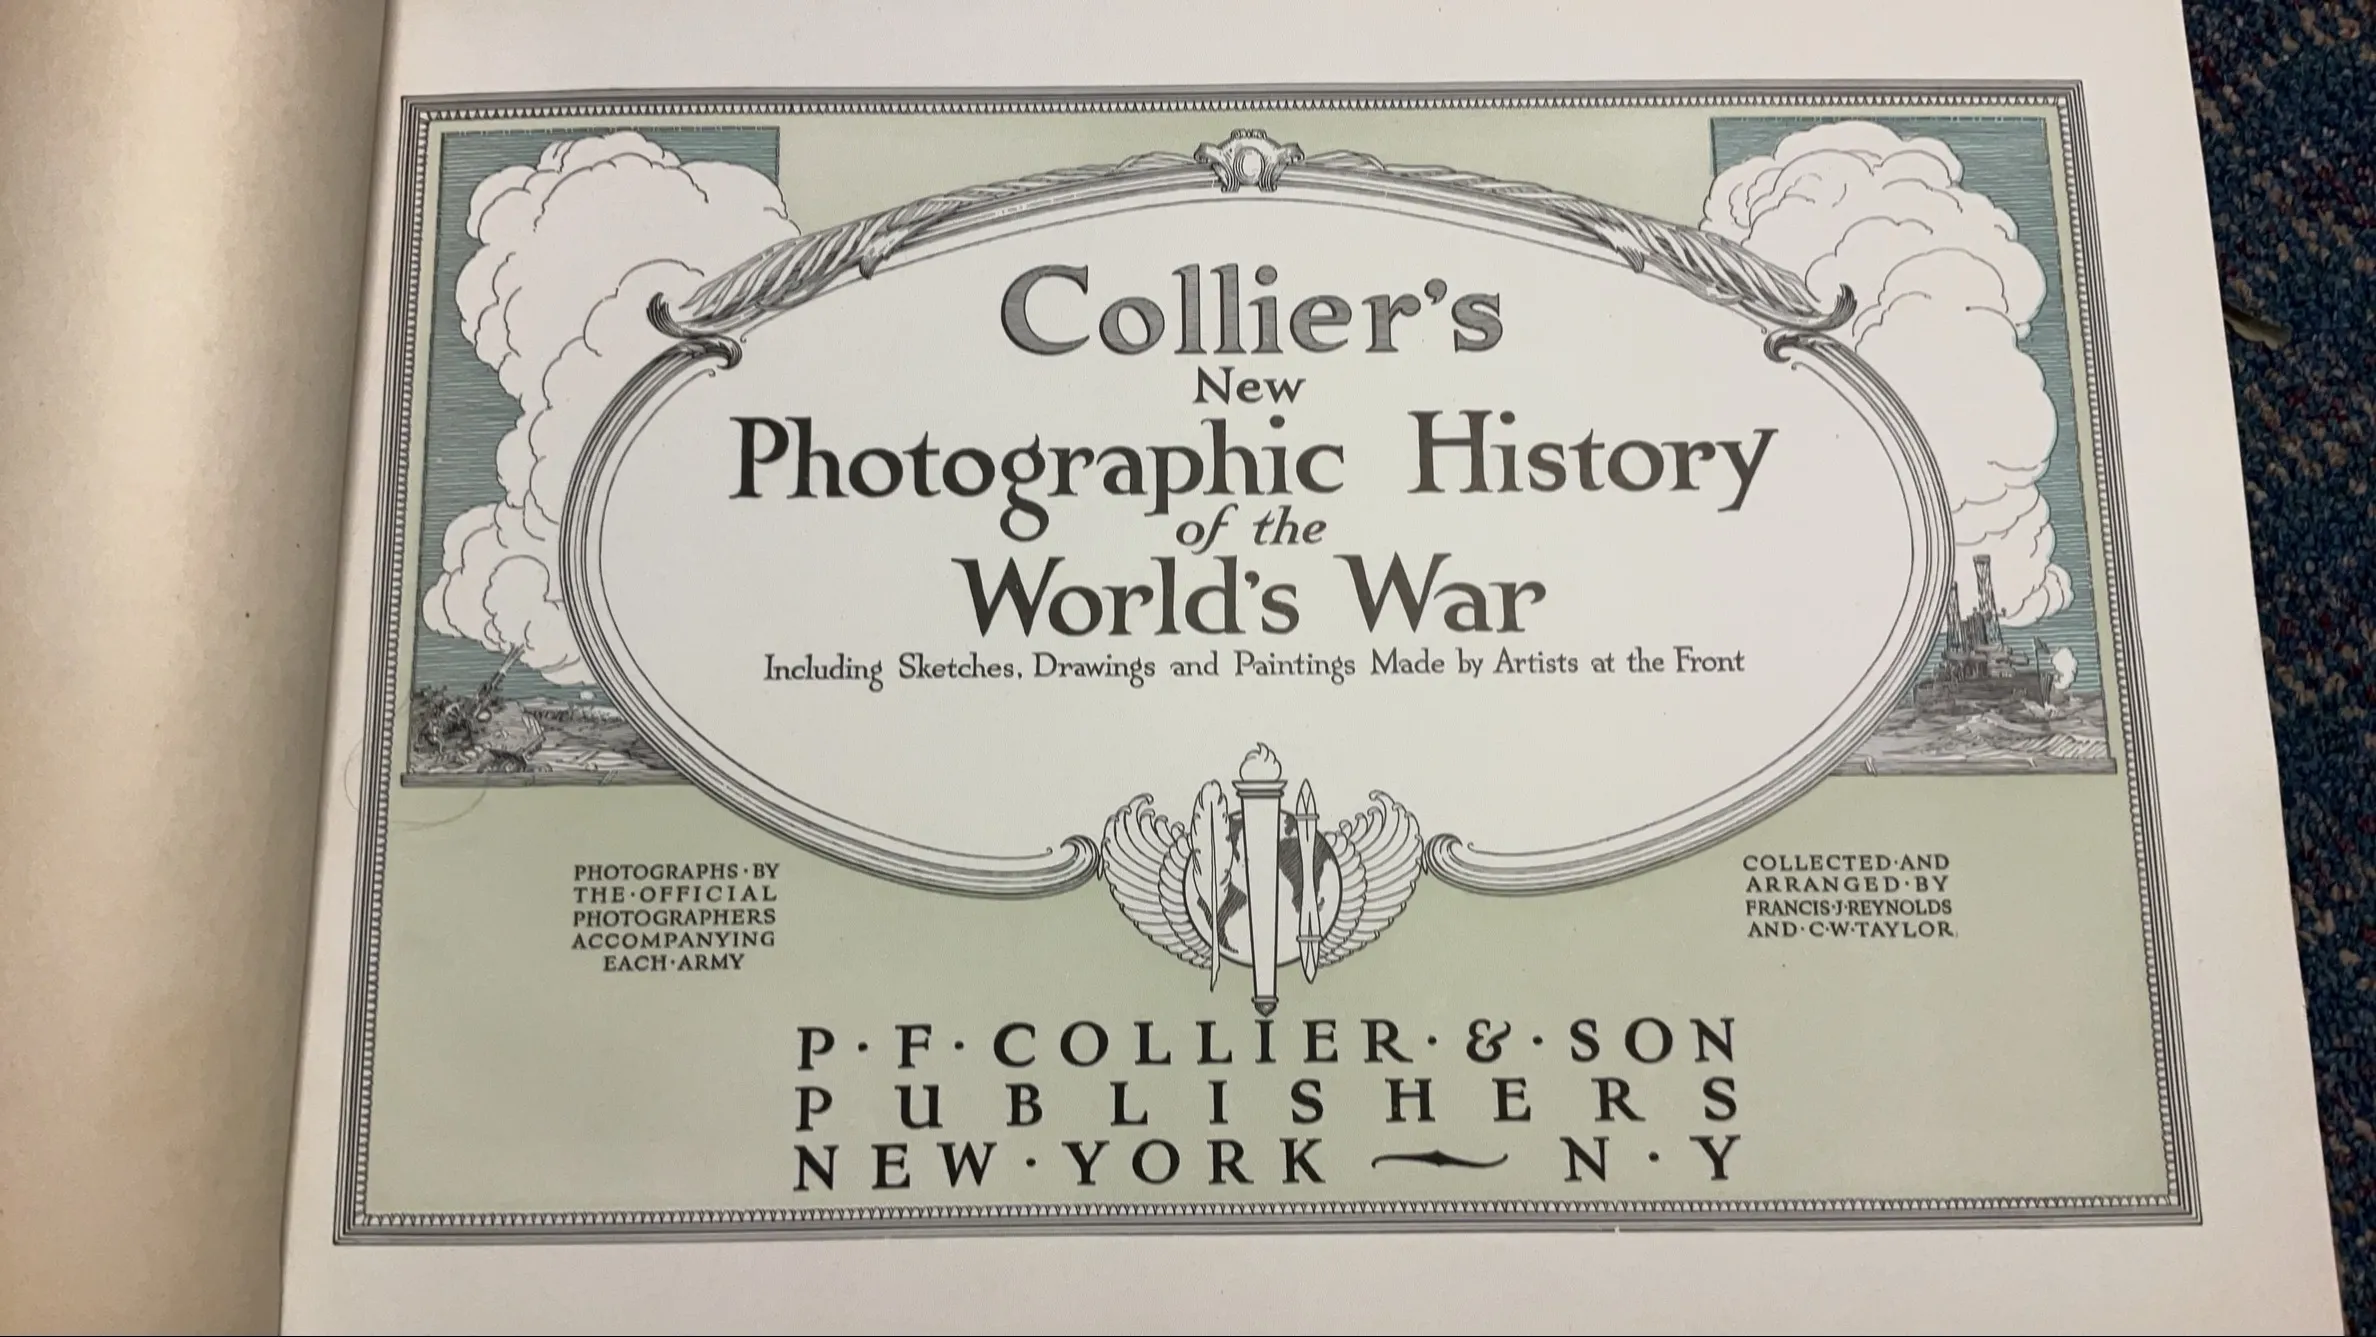 Collier's
New
Photographic History
of the
World's War
Including Sketches, Drawings and Paintings Made by Artists at the Front
PHOTOGRAPHS·BY
THE·OFFICIAL
PHOTOGRAPHERS
ACCOMPANYING
EACH·ARMY
COLLECTED·AND
ARRANGED·BY
FRANCIS·J·REYNOLDS
AND·C·W·TAYLOR
P·F·COLLIER·&·SON
PUBLISHERS
NEW·YORK — N·Y